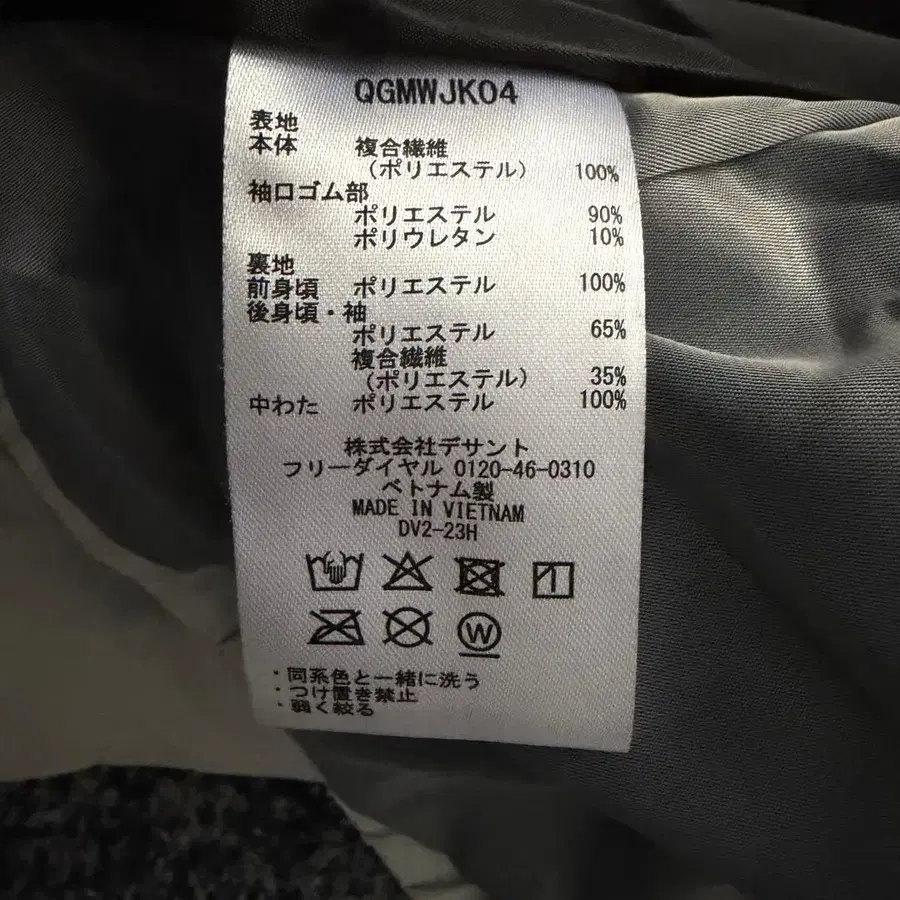 QGMWJK04
表地
本体 複合繊維
(ポリエステル) 100%
袖口ゴム部
ポリエステル 90%
ポリウレタン 10%
裏地
前身頃 ポリエステル 100%
後身頃・袖
ポリエステル 65%
複合繊維
(ポリエステル) 35%
中わた ポリエステル 100%
株式会社デサント
フリーダイヤル 0120-46-0310
ベトナム製
MADE IN VIETNAM
DV2-23H
W
・同系色と一緒に洗う
・つけ置き禁止
・弱く絞る